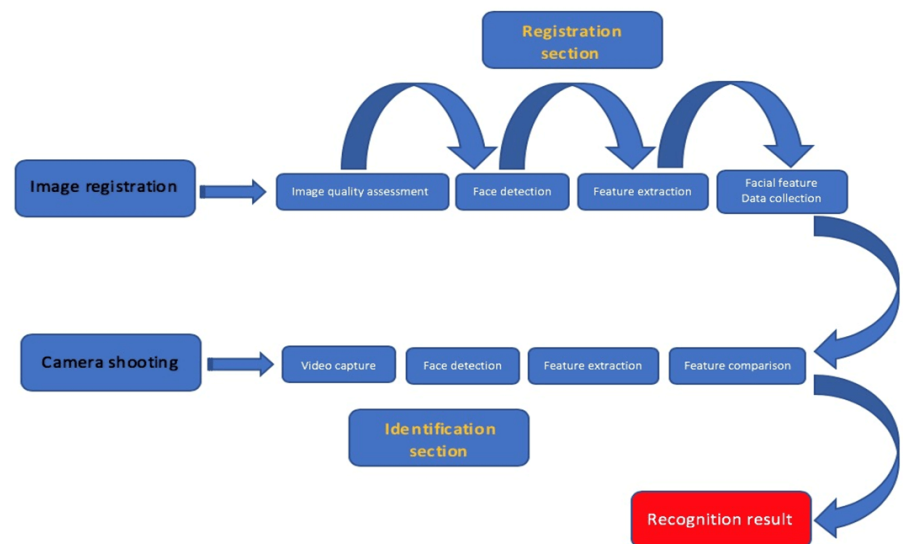 Registration
section
Image registration
Image quality assessment
Face detection
Feature extraction
Facial feature
Data collection
Camera shooting
Video capture
Face detection
Feature extraction
Feature comparison
Identification
section
Recognition result